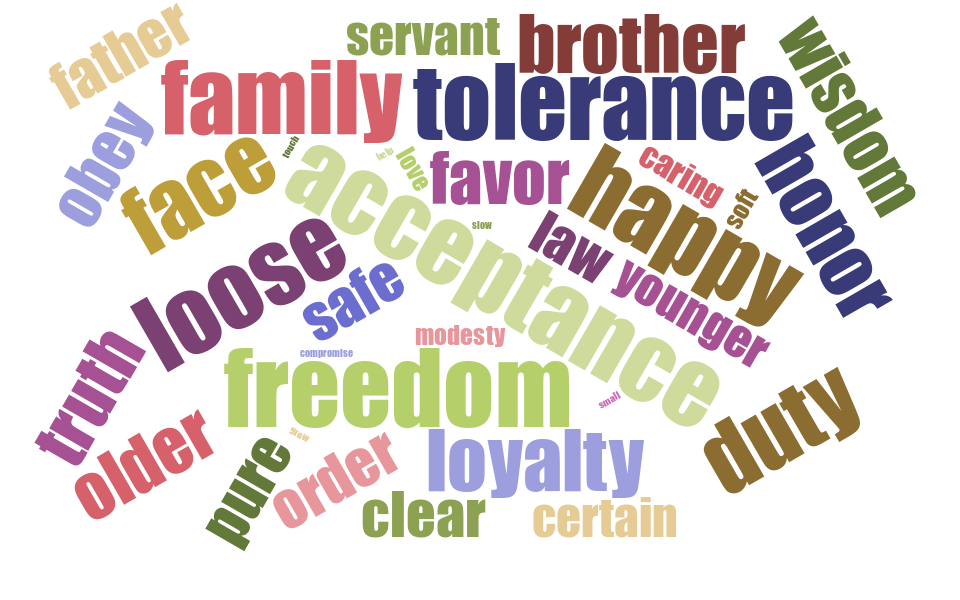 father
servant
brother
wisdom
family
tolerance
obey
face
touch
love
favor
caring
honor
acceptance
happy
soft
slow
loose
law
safe
younger
modesty
compromise
truth
freedom
small
older
duty
pure
order
loyalty
clear
certain